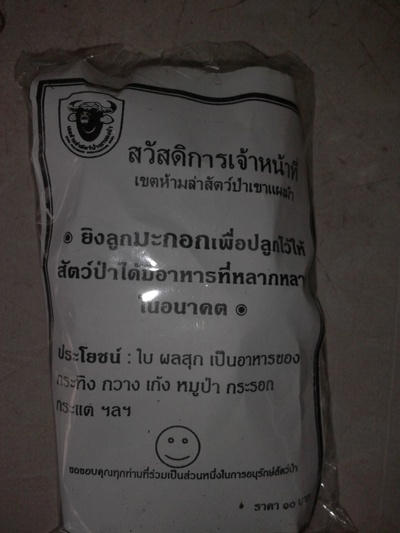 สวัสดิการเจ้าหน้าที่
เขตห้ามล่าสัตว์ป่าเขาแผงม้า
๏ ยิงลูกมะกอกเพื่อปลูกไว้ให้
สัตว์ป่าได้มีอาหารที่หลากหลา
ในอนาคต ๏
ประโยชน์ : ใบ ผลสุก เป็นอาหารของ
กระทิง กวาง เก้ง หมูป่า กระรอก
กระแต ฯลฯ
ขอขอบคุณทุกท่านที่ร่วมเป็นส่วนหนึ่งในการอนุรักษ์สัตว์ป่า
ราคา ๑๐ บาท